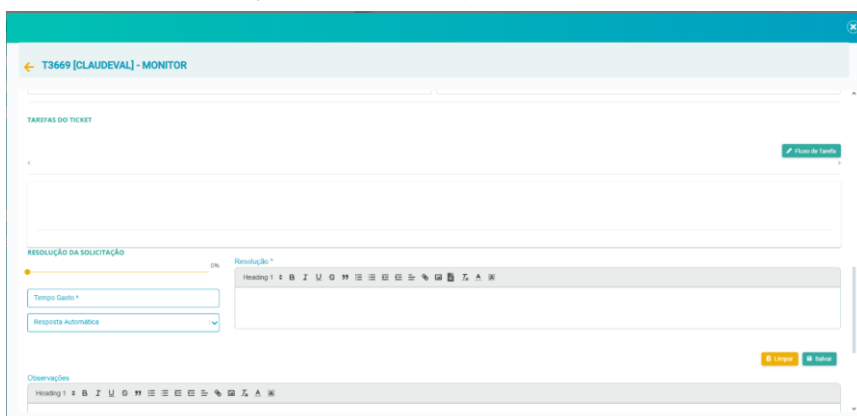 T3669 [CLAUDEVAL] - MONITOR
TAREFAS DO TICKET
Fluxo de Tarefa
RESOLUÇÃO DA SOLICITAÇÃO
0%
Resolução *
Heading 1
Tempo Gasto *
Resposta Automática
Limpar
Salvar
Observações
Heading 1